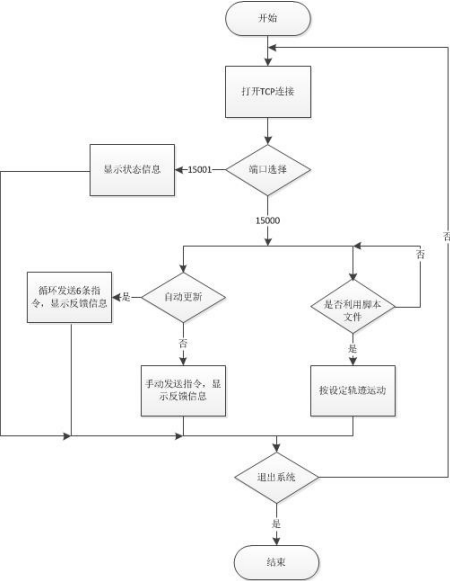 开始
打开TCP连接
显示状态信息
15001
端口选择
15000
否
否
循环发送6条指
令，显示反馈信息
是
自动更新
是否利用脚本
文件
否
是
手动发送指令，显
示反馈信息
按设定轨迹运动
退出系统
是
结束